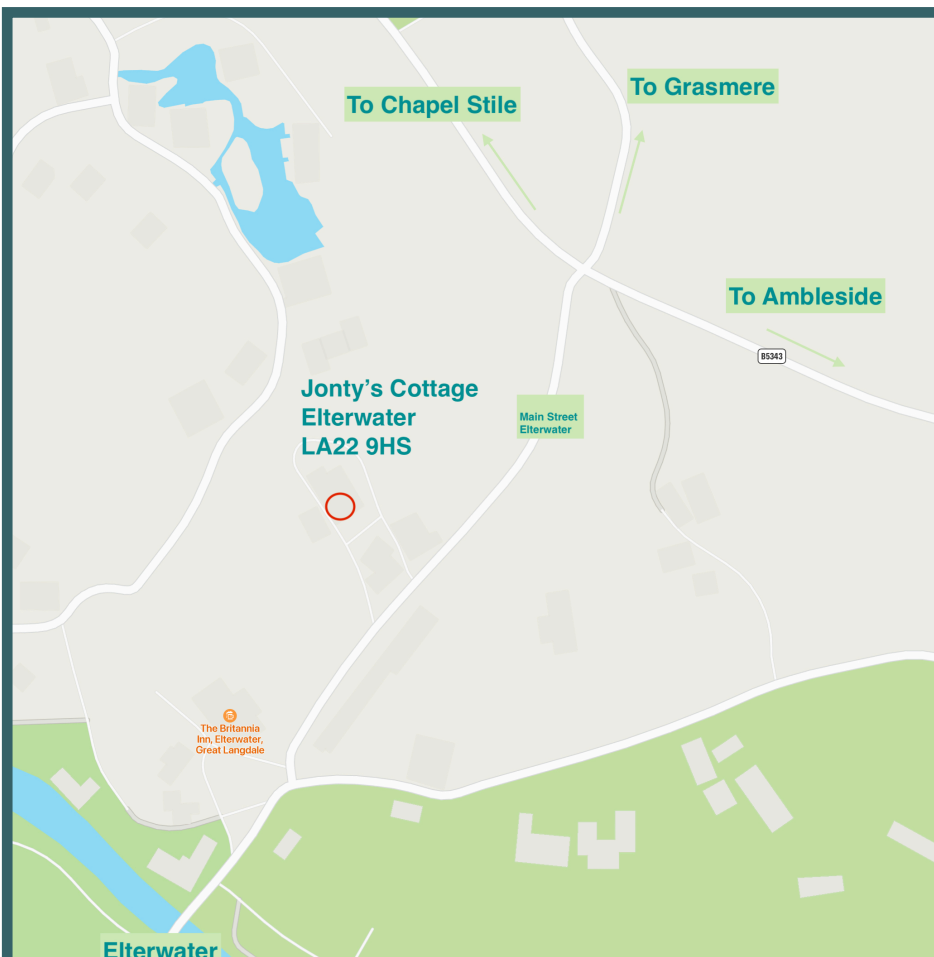 To Chapel Stile
To Grasmere
To Ambleside
B5343
Jonty’s Cottage
Elterwater
LA22 9HS
Main Street
Elterwater
The Britannia
Inn, Elterwater,
Great Langdale
Elterwater